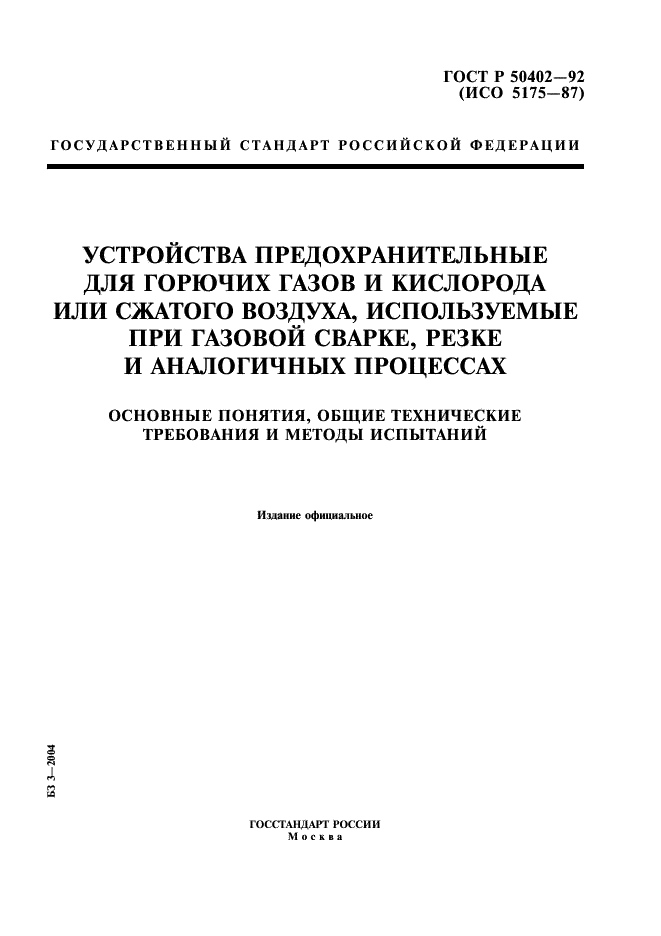 ГОСТ Р 50402—92
(ИСО 5175—87)
ГОСУДАРСТВЕННЫЙ СТАНДАРТ РОССИЙСКОЙ ФЕДЕРАЦИИ
УСТРОЙСТВА ПРЕДОХРАНИТЕЛЬНЫЕ
ДЛЯ ГОРЮЧИХ ГАЗОВ И КИСЛОРОДА
ИЛИ СЖАТОГО ВОЗДУХА, ИСПОЛЬЗУЕМЫЕ
ПРИ ГАЗОВОЙ СВАРКЕ, РЕЗКЕ
И АНАЛОГИЧНЫХ ПРОЦЕССАХ
ОСНОВНЫЕ ПОНЯТИЯ, ОБЩИЕ ТЕХНИЧЕСКИЕ
ТРЕБОВАНИЯ И МЕТОДЫ ИСПЫТАНИЙ
Издание официальное
БЗ 3—2004
ГОССТАНДАРТ РОССИИ
Москва